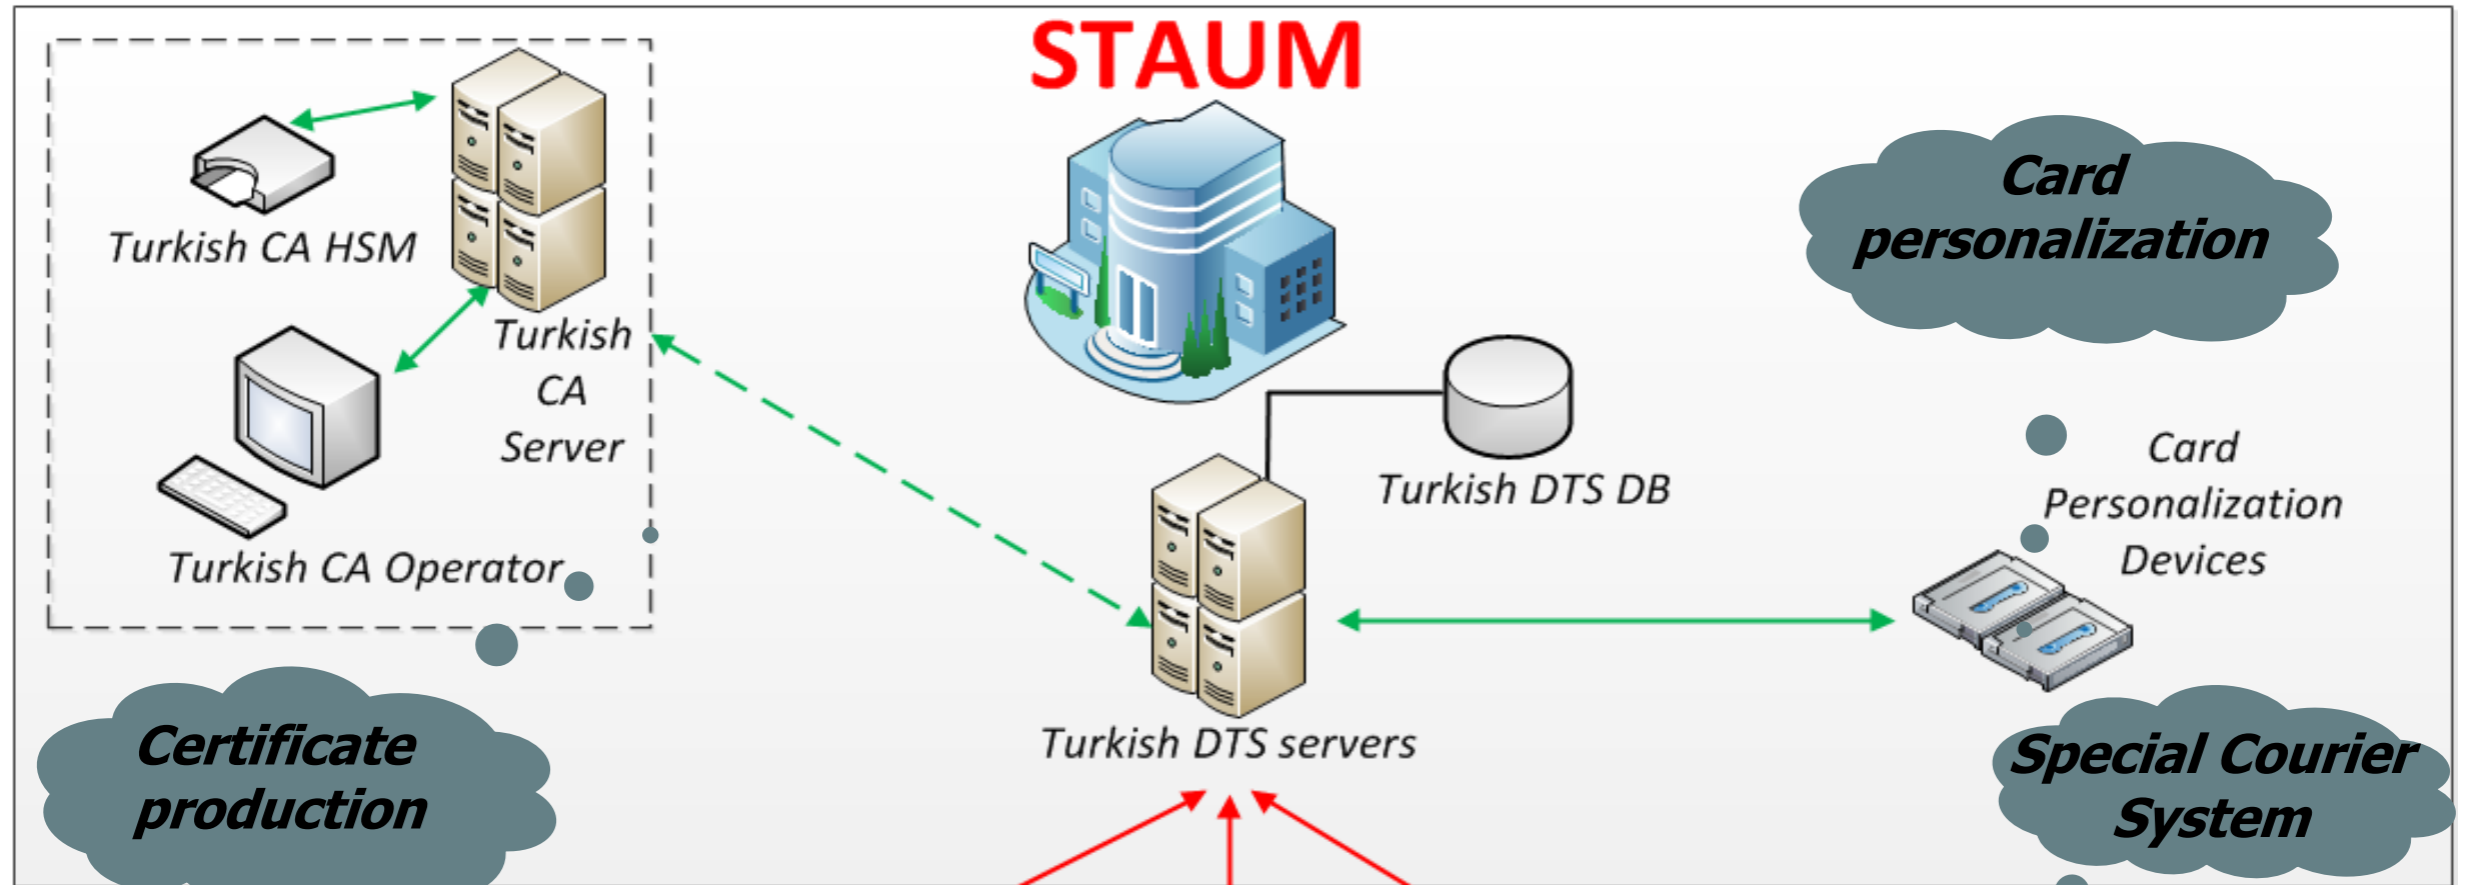 STAUM
Turkish CA HSM
Turkish
CA
Server
Turkish CA Operator
Certificate
production
Turkish DTS DB
Turkish DTS servers
Card
personalization
Card
Personalization
Devices
Special Courier
System